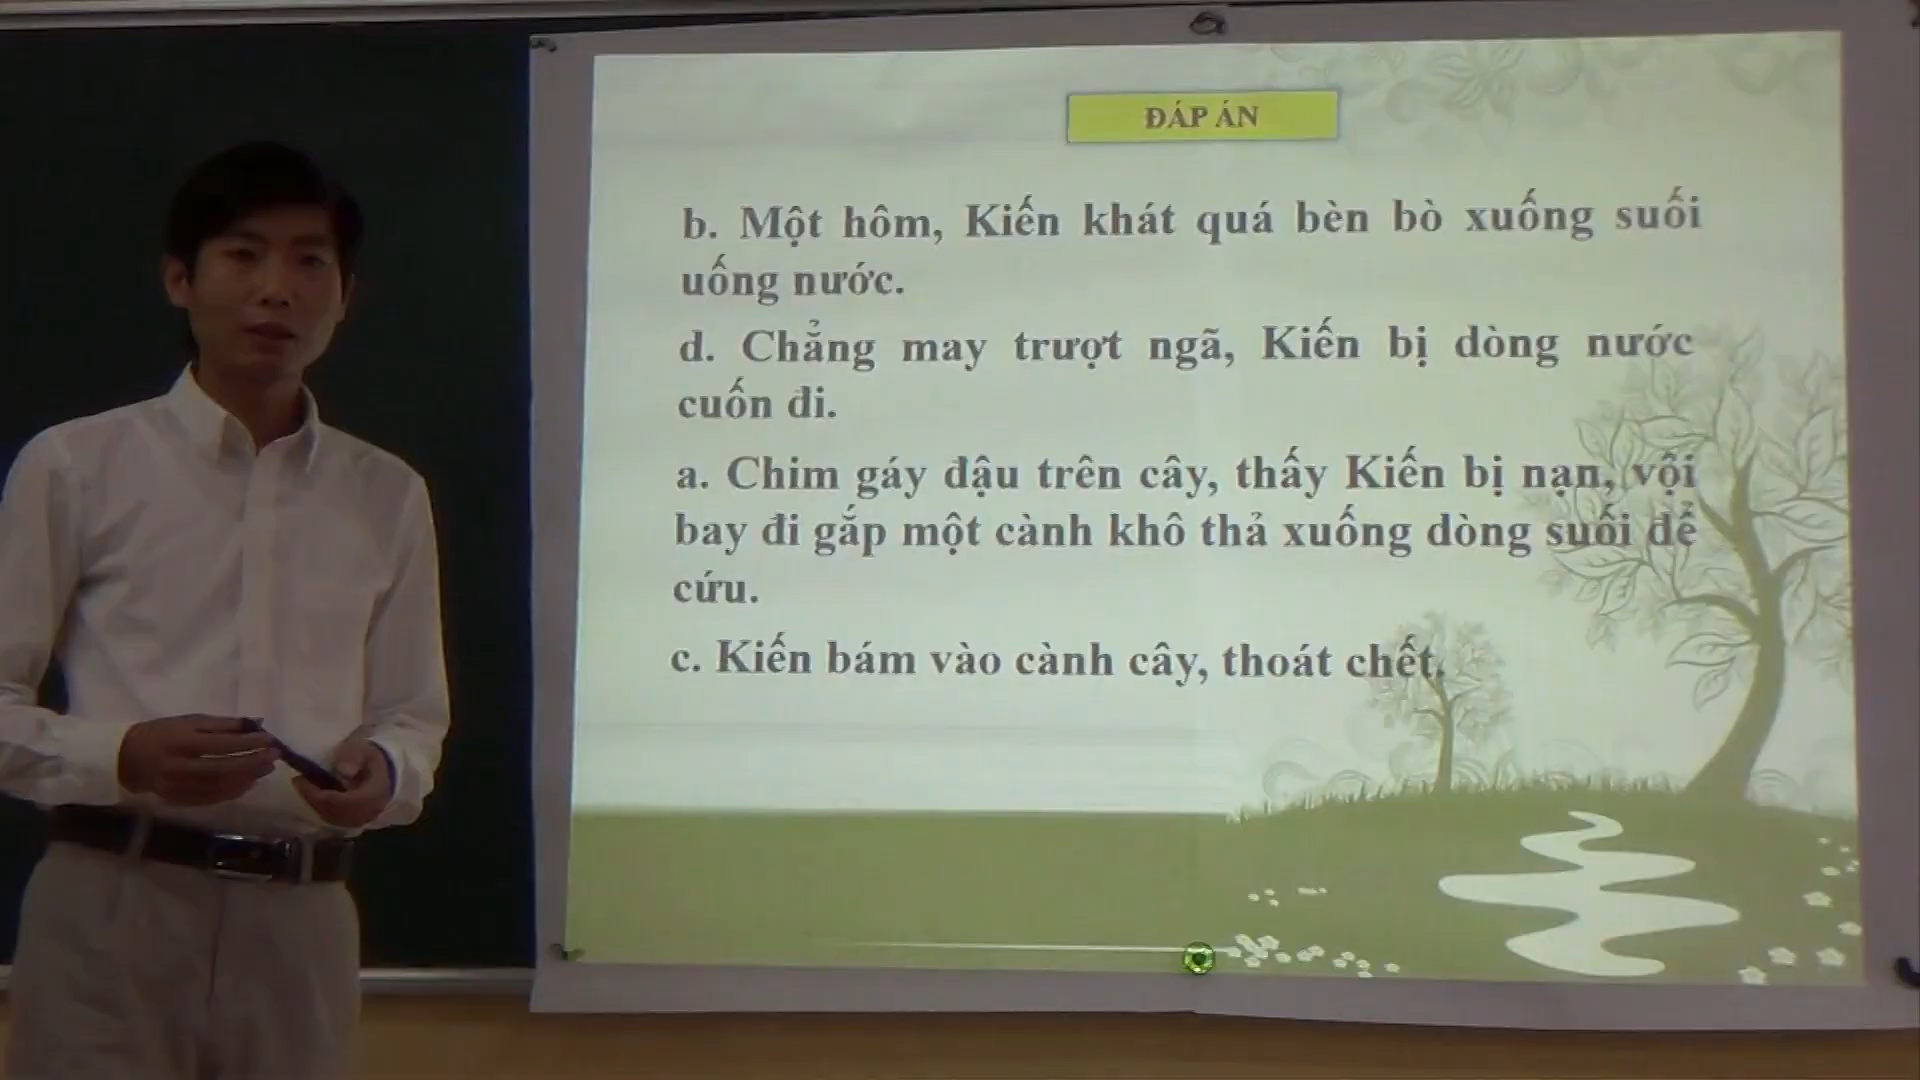 ĐÁP ÁN
b. Một hôm, Kiến khát quá bèn bò xuống suối
uống nước.
d. Chẳng may trượt ngã, Kiến bị dòng nước
cuốn đi.
a. Chim gáy đậu trên cây, thấy Kiến bị nạn, vội
bay đi gắp một cành khô thả xuống dòng suối để
cứu.
c. Kiến bám vào cành cây, thoát chết.